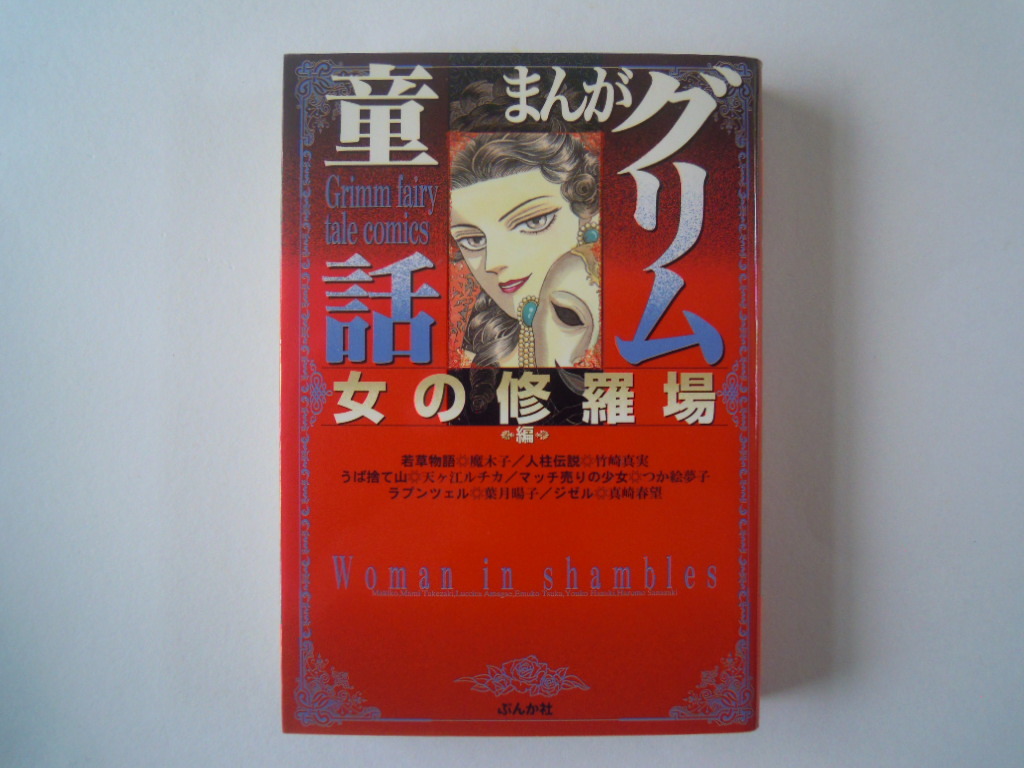 まんがグリム
童話
Grimm fairy
tale comics
女の修羅場
編
若草物語◎魔木子／人柱伝説◎竹崎真実
うば捨て山◎天ヶ江ルチカ／マッチ売りの少女◎つか絵夢子
ラプンツェル◎葉月暘子／ジゼル◎真崎春望
Woman in shambles
ぶんか社